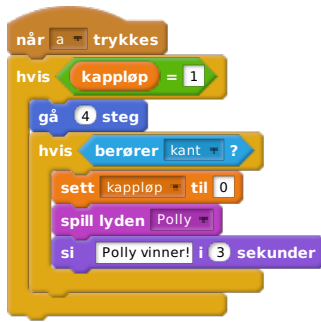 når a trykkes
hvis kappløp = 1
gå 4 steg
hvis berører kant ?
sett kappløp til 0
spill lyden Polly
si Polly vinner! i 3 sekunder